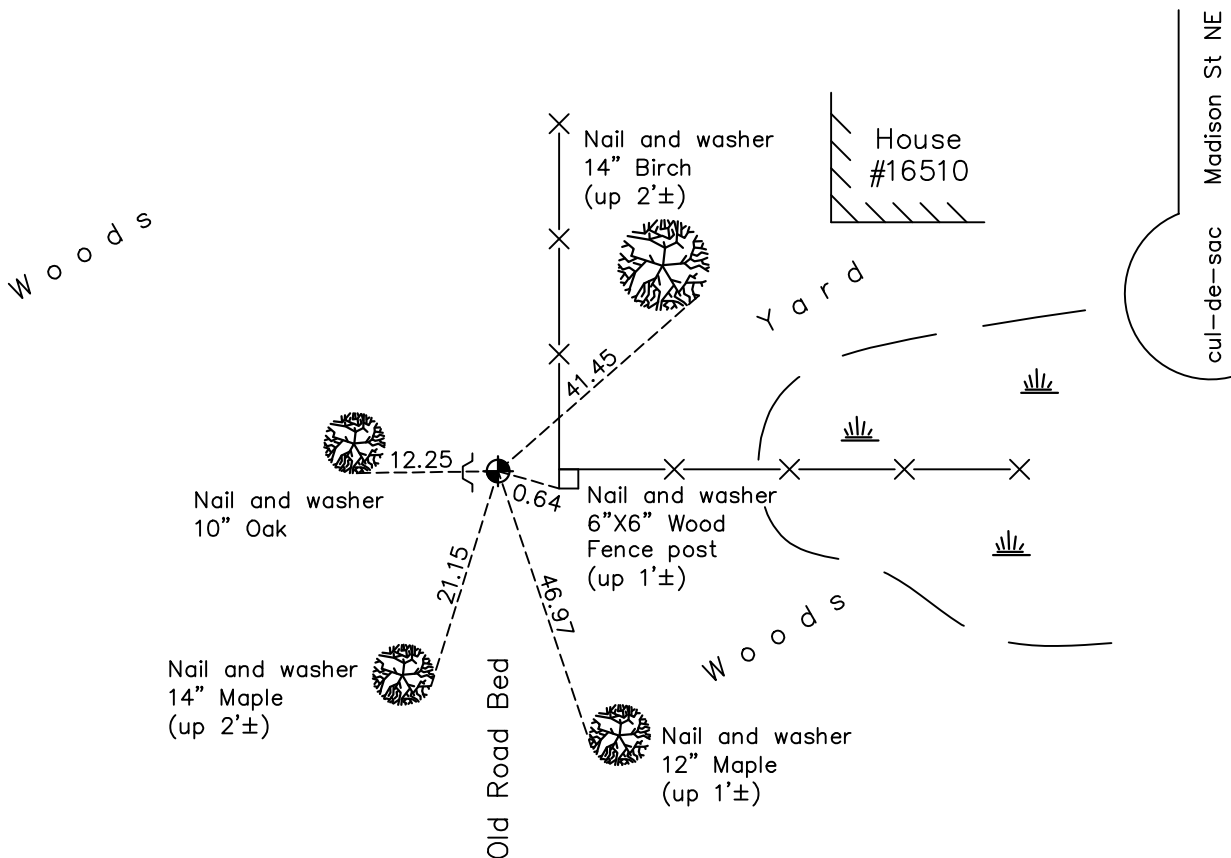 Madison St NE
cul-de-sac
Nail and washer
14" Birch
(up 2'±)
House
#16510
Woods
Yard
41.45
12.25
0.64
Nail and washer
10" Oak
Nail and washer
6"X6" Wood
Fence post
(up 1'±)
21.15
46.97
Woods
Nail and washer
14" Maple
(up 2'±)
Old Road Bed
Nail and washer
12" Maple
(up 1'±)